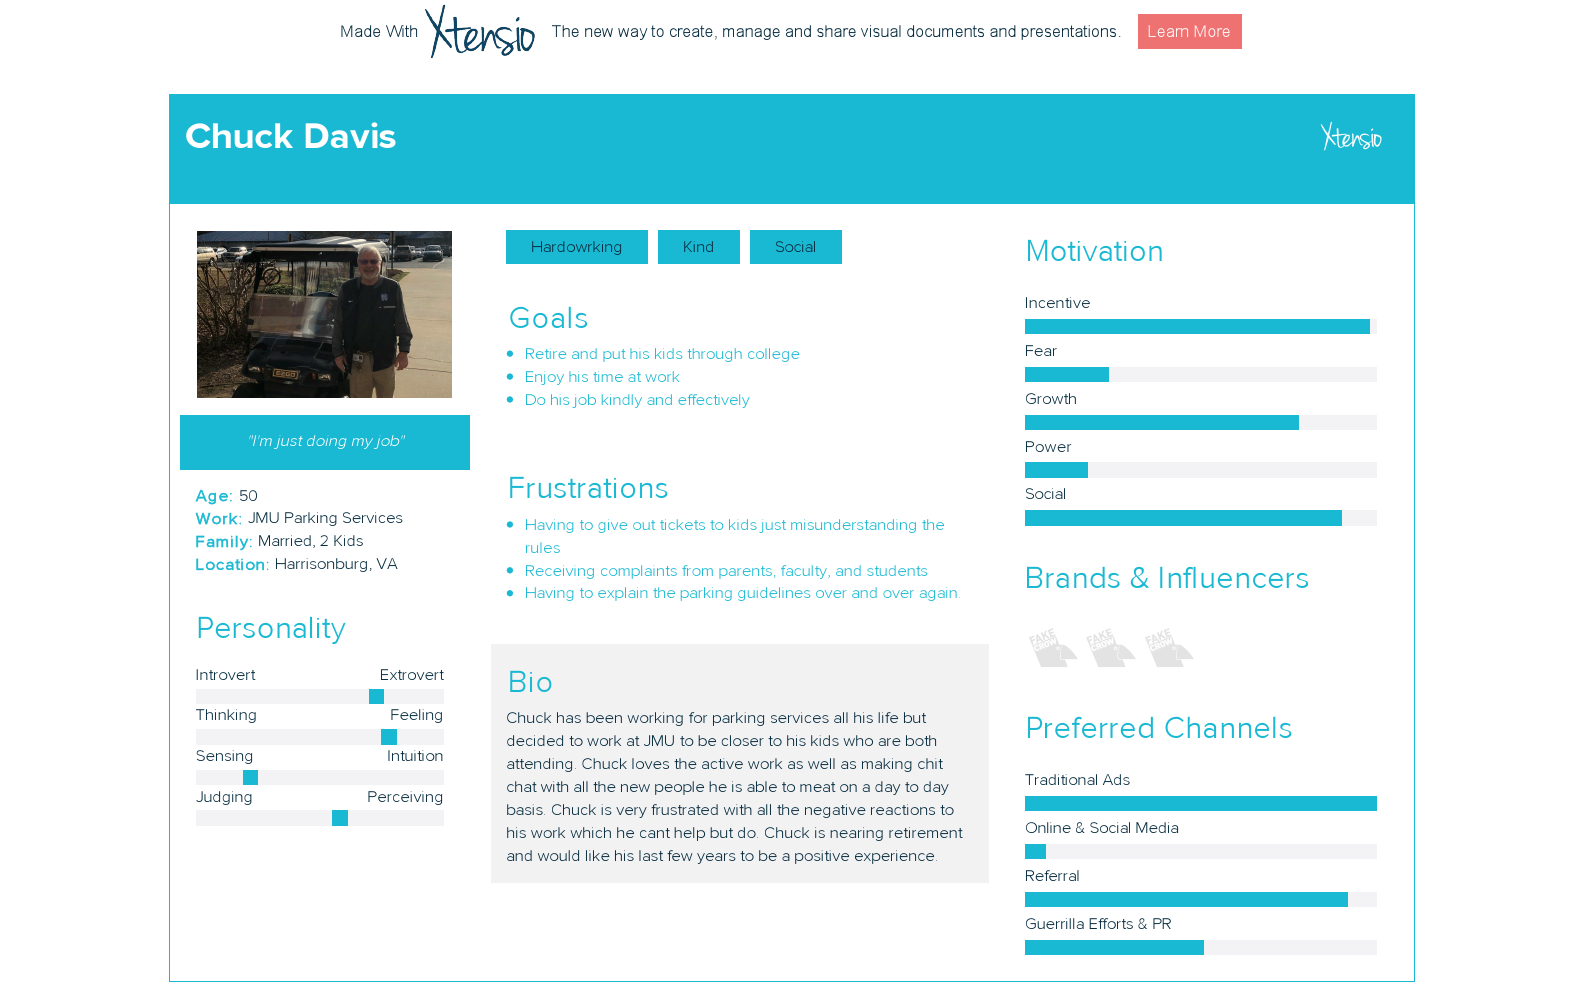 Made With Xtensio The new way to create, manage and share visual documents and presentations. Learn More
Chuck Davis
Xtensio
"I'm just doing my job"
Age: 50
Work: JMU Parking Services
Family: Married, 2 Kids
Location: Harrisonburg, VA
Personality
Introvert Extrovert
Thinking Feeling
Sensing Intuition
Judging Perceiving
Hardowrking Kind Social
Goals
Retire and put his kids through college
Enjoy his time at work
Do his job kindly and effectively
Frustrations
Having to give out tickets to kids just misunderstanding the
rules
Receiving complaints from parents, faculty, and students
Having to explain the parking guidelines over and over again.
Bio
Chuck has been working for parking services all his life but
decided to work at JMU to be closer to his kids who are both
attending. Chuck loves the active work as well as making chit
chat with all the new people he is able to meat on a day to day
basis. Chuck is very frustrated with all the negative reactions to
his work which he cant help but do. Chuck is nearing retirement
and would like his last few years to be a positive experience.
Motivation
Incentive
Fear
Growth
Power
Social
Brands & Influencers
FAKE CROW FAKE CROW FAKE CROW
Preferred Channels
Traditional Ads
Online & Social Media
Referral
Guerrilla Efforts & PR